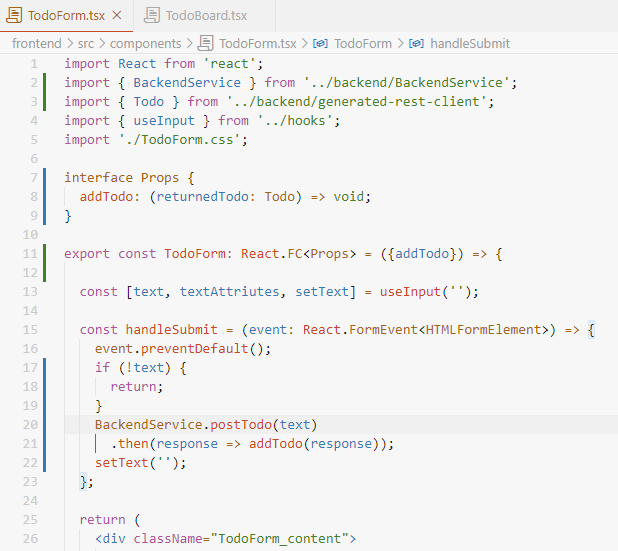 TodoForm.tsx × TodoBoard.tsx
frontend > src > components > TodoForm.tsx > TodoForm > handleSubmit
1 import React from 'react';
2 import { BackendService } from '../backend/BackendService';
3 import { Todo } from '../backend/generated-rest-client';
4 import { useInput } from '../hooks';
5 import './TodoForm.css';
6
7 interface Props {
8   addTodo: (returnedTodo: Todo) => void;
9 }
10
11 export const TodoForm: React.FC<Props> = ({addTodo}) => {
12
13   const [text, textAttriutes, setText] = useInput('');
14
15   const handleSubmit = (event: React.FormEvent<HTMLFormElement>) => {
16     event.preventDefault();
17     if (!text) {
18       return;
19     }
20     BackendService.postTodo(text)
21       .then(response => addTodo(response));
22     setText('');
23   };
24
25   return (
26     <div className="TodoForm_content">